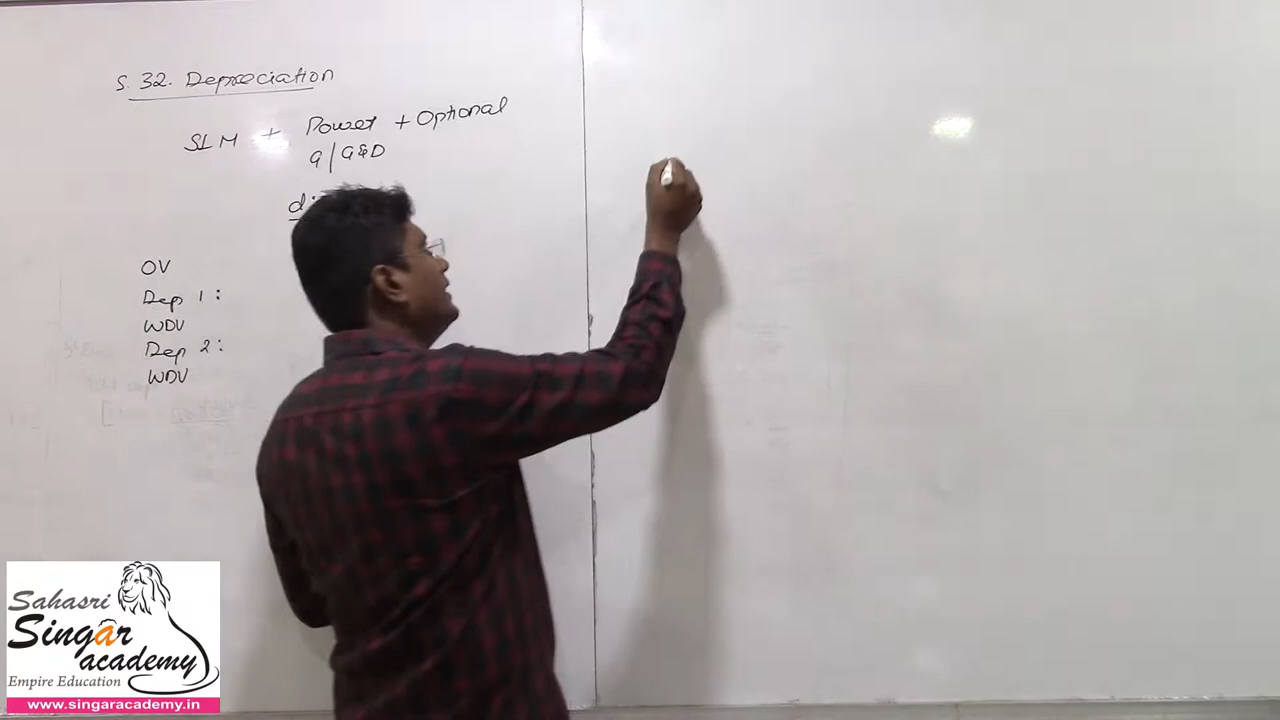 S. 32. Depreciation
SLM + Power + Optional
G/G&D
OV
Dep 1:
WDV
Dep 2:
WDV
Sahasri
Singar
academy
Empire Education
www.singaracademy.in